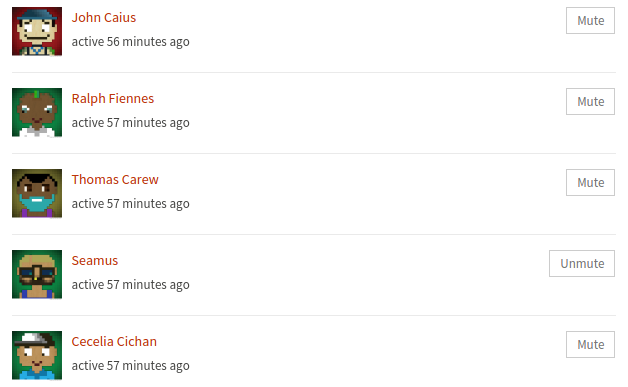 John Caius
Mute
active 56 minutes ago
Ralph Fiennes
Mute
active 57 minutes ago
Thomas Carew
Mute
active 57 minutes ago
Seamus
Unmute
active 57 minutes ago
Cecelia Cichan
Mute
active 57 minutes ago